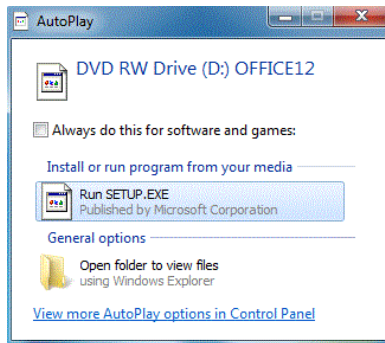 AutoPlay
DVD RW Drive (D:) OFFICE12
Always do this for software and games:
Install or run program from your media
Run SETUP.EXE
Published by Microsoft Corporation
General options
Open folder to view files
using Windows Explorer
View more AutoPlay options in Control Panel